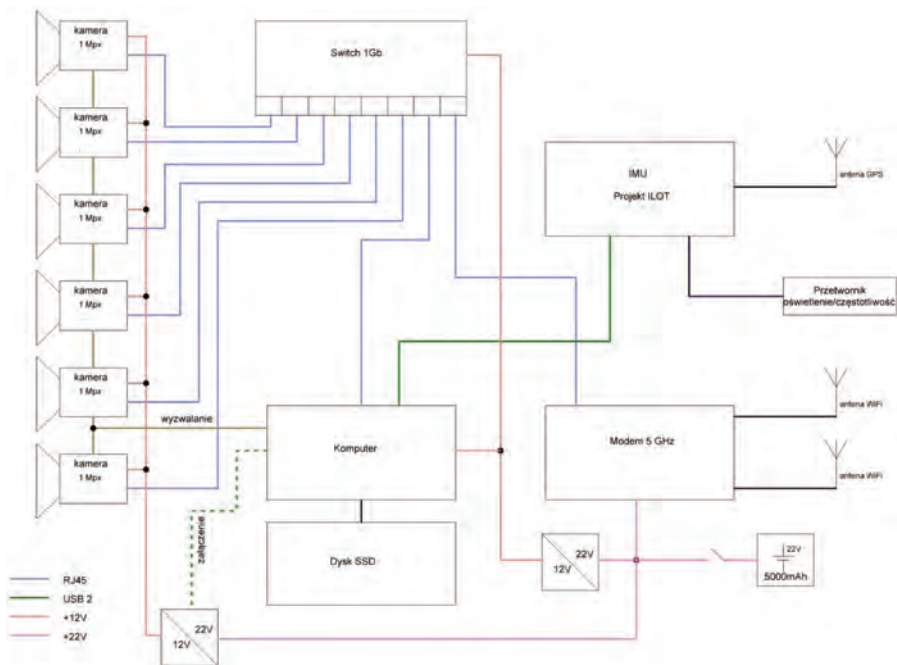 kamera
1 Mpx
kamera
1 Mpx
kamera
1 Mpx
kamera
1 Mpx
kamera
1 Mpx
kamera
1 Mpx
Switch 1Gb
IMU
Projekt ILOT
antena GPS
Przetwornik
oświetlenie/częstotliwość
wyzwalanie
Komputer
załączenie
Dysk SSD
Modem 5 GHz
antena WiFi
antena WiFi
22V
12V
22V
5000mAh
22V
12V
RJ45
USB 2
+12V
+22V